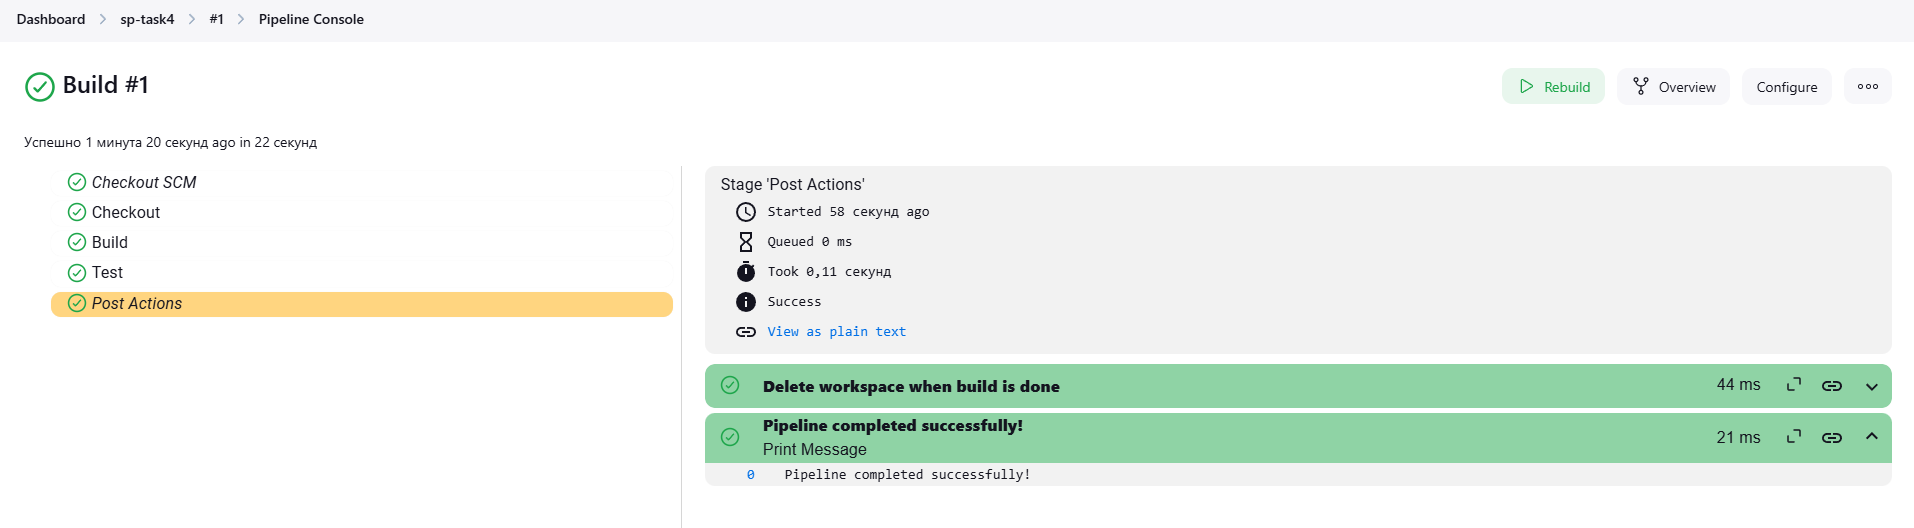 Dashboard > sp-task4 > #1 > Pipeline Console
Build #1
Rebuild
Overview
Configure
Успешно 1 минута 20 секунд ago in 22 секунд
Checkout SCM
Checkout
Build
Test
Post Actions
Stage 'Post Actions'
Started 58 секунд ago
Queued 0 ms
Took 0,11 секунд
Success
View as plain text
Delete workspace when build is done 44 ms
Pipeline completed successfully!
Print Message 21 ms
0 Pipeline completed successfully!